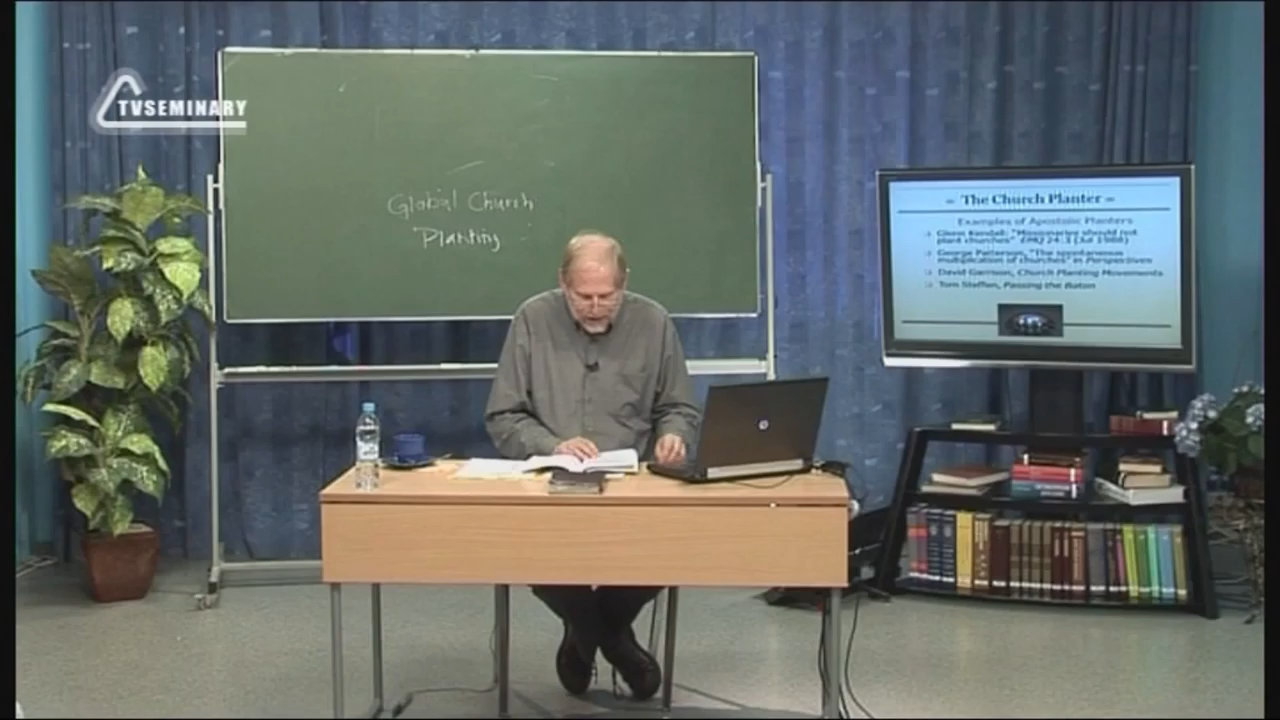 TVSEMINARY
Global Church
Planting
The Church Planter
Examples of Apostolic Planters
Glenn Kendall: "Missionaries should not
plant churches" EMQ 24:3 (Jul 1988)
George Patterson, "The spontaneous
multiplication of churches" in Perspectives
David Garrison, Church Planting Movements
Tom Steffen, Passing the Baton